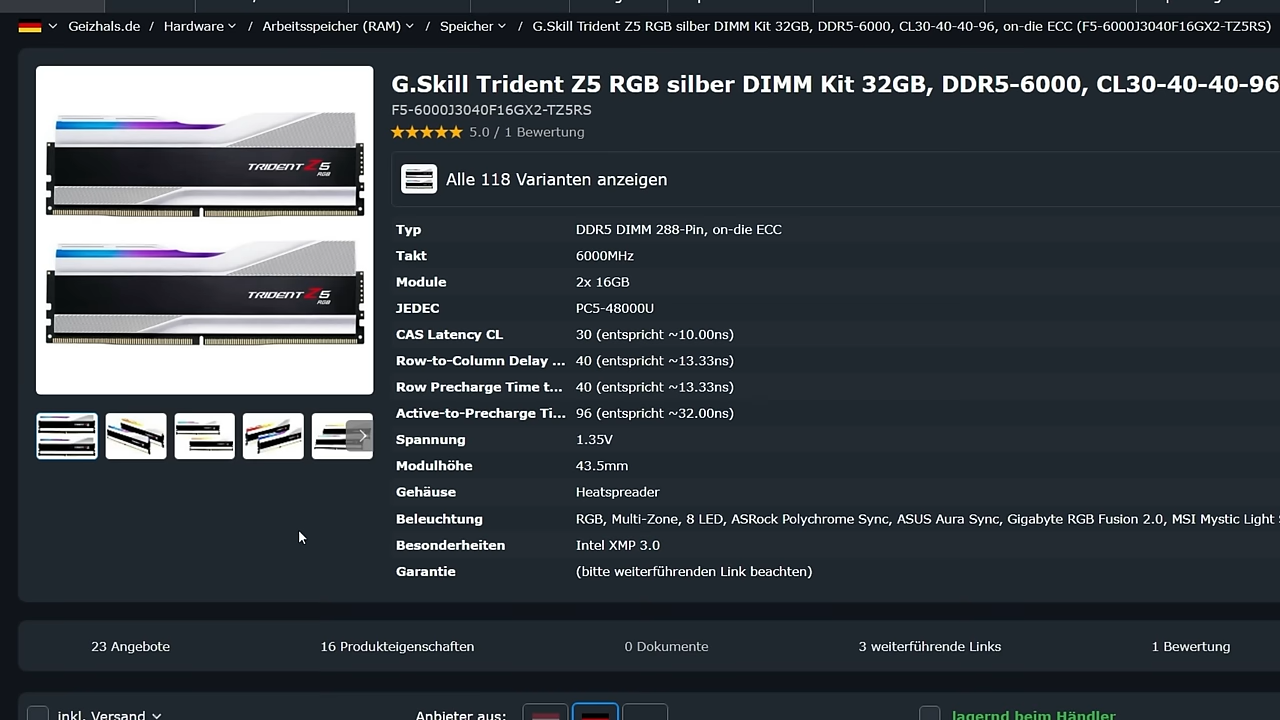 Geizhals.de / Hardware / Arbeitsspeicher (RAM) / Speicher / G.Skill Trident Z5 RGB silber DIMM Kit 32GB, DDR5-6000, CL30-40-40-96, on-die ECC (F5-6000J3040F16GX2-TZ5RS)
G.Skill Trident Z5 RGB silber DIMM Kit 32GB, DDR5-6000, CL30-40-40-96
F5-6000J3040F16GX2-TZ5RS
5.0 / 1 Bewertung
TRIDENT Z5
RGB
TRIDENT Z5
RGB
Alle 118 Varianten anzeigen
Typ DDR5 DIMM 288-Pin, on-die ECC
Takt 6000MHz
Module 2x 16GB
JEDEC PC5-48000U
CAS Latency CL 30 (entspricht ~10.00ns)
Row-to-Column Delay ... 40 (entspricht ~13.33ns)
Row Precharge Time t... 40 (entspricht ~13.33ns)
Active-to-Precharge Ti... 96 (entspricht ~32.00ns)
Spannung 1.35V
Modulhöhe 43.5mm
Gehäuse Heatspreader
Beleuchtung RGB, Multi-Zone, 8 LED, ASRock Polychrome Sync, ASUS Aura Sync, Gigabyte RGB Fusion 2.0, MSI Mystic Light
Besonderheiten Intel XMP 3.0
Garantie (bitte weiterführenden Link beachten)
23 Angebote 16 Produkteigenschaften 0 Dokumente 3 weiterführende Links 1 Bewertung
inkl. Versand Anbieter aus: lagernd beim Händler